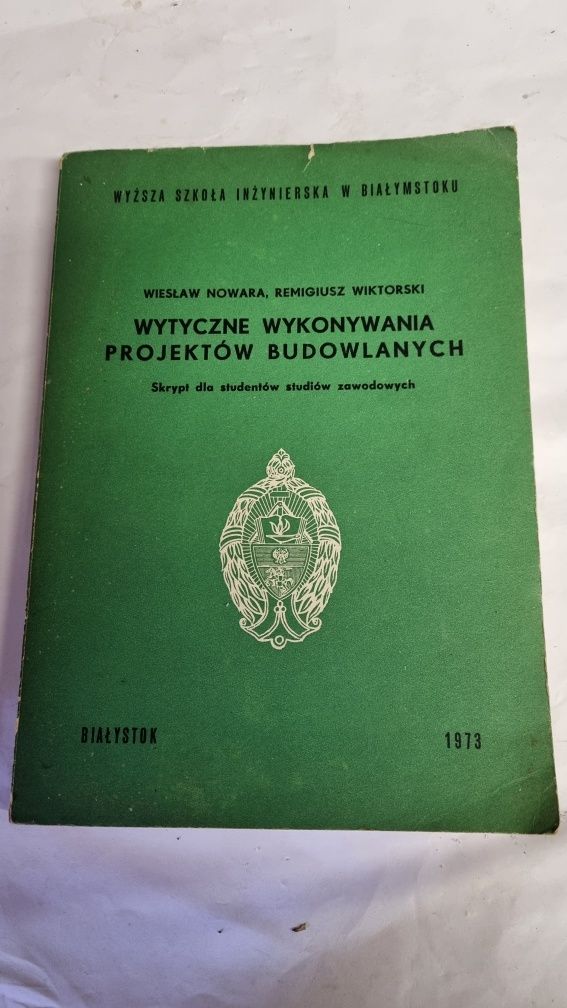 WYŻSZA SZKOŁA INŻYNIERSKA W BIAŁYMSTOKU
WIESŁAW NOWARA, REMIGIUSZ WIKTORSKI
WYTYCZNE WYKONYWANIA
PROJEKTÓW BUDOWLANYCH
Skrypt dla studentów studiów zawodowych
BIAŁYSTOK 1973